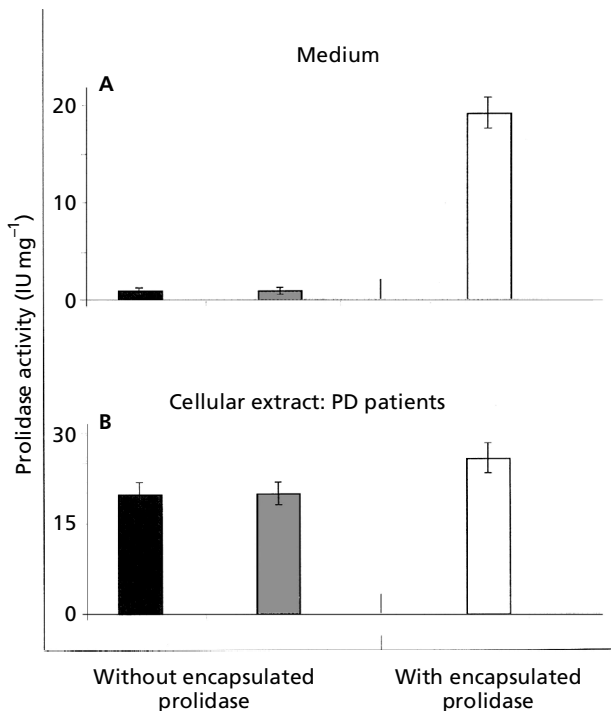 Medium
A
20
10
0
Prolidase activity (IU mg⁻¹)
Cellular extract: PD patients
B
30
15
0
Without encapsulated
prolidase
With encapsulated
prolidase